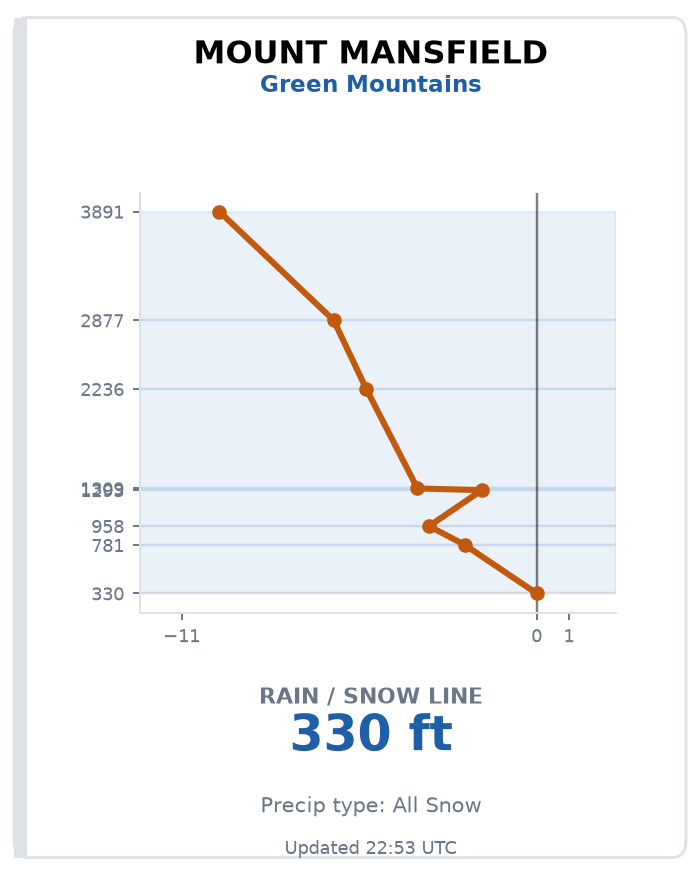 MOUNT MANSFIELD
Green Mountains
3891
2877
2236
958
781
330
−11 0 1
RAIN / SNOW LINE
330 ft
Precip type: All Snow
Updated 22:53 UTC